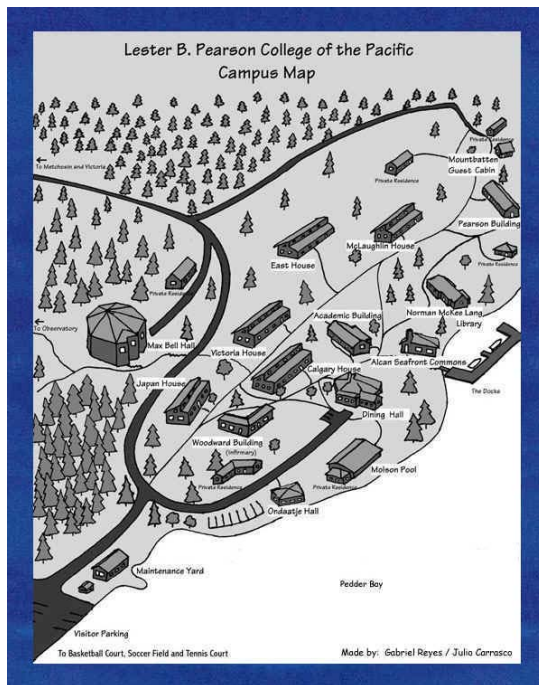 Lester B. Pearson College of the Pacific
Campus Map
Private Residence
To Metchosin and Victoria
Mountbatten
Guest Cabin
Private Residence
Pearson Building
McLaughlin House
East House
Private Residence
Private Residence
Norman McKee Lang
Library
Academic Building
To Observatory
Max Bell Hall
Victoria House
Alcan Seafront Commons
Calgary House
Japan House
The Docks
Dining Hall
Woodward Building
(Infirmary)
Molson Pool
Private Residence
Private Residence
Ondaatje Hall
Maintenance Yard
Pedder Bay
Visitor Parking
To Basketball Court, Soccer Field and Tennis Court
Made by: Gabriel Reyes / Julio Carrasco